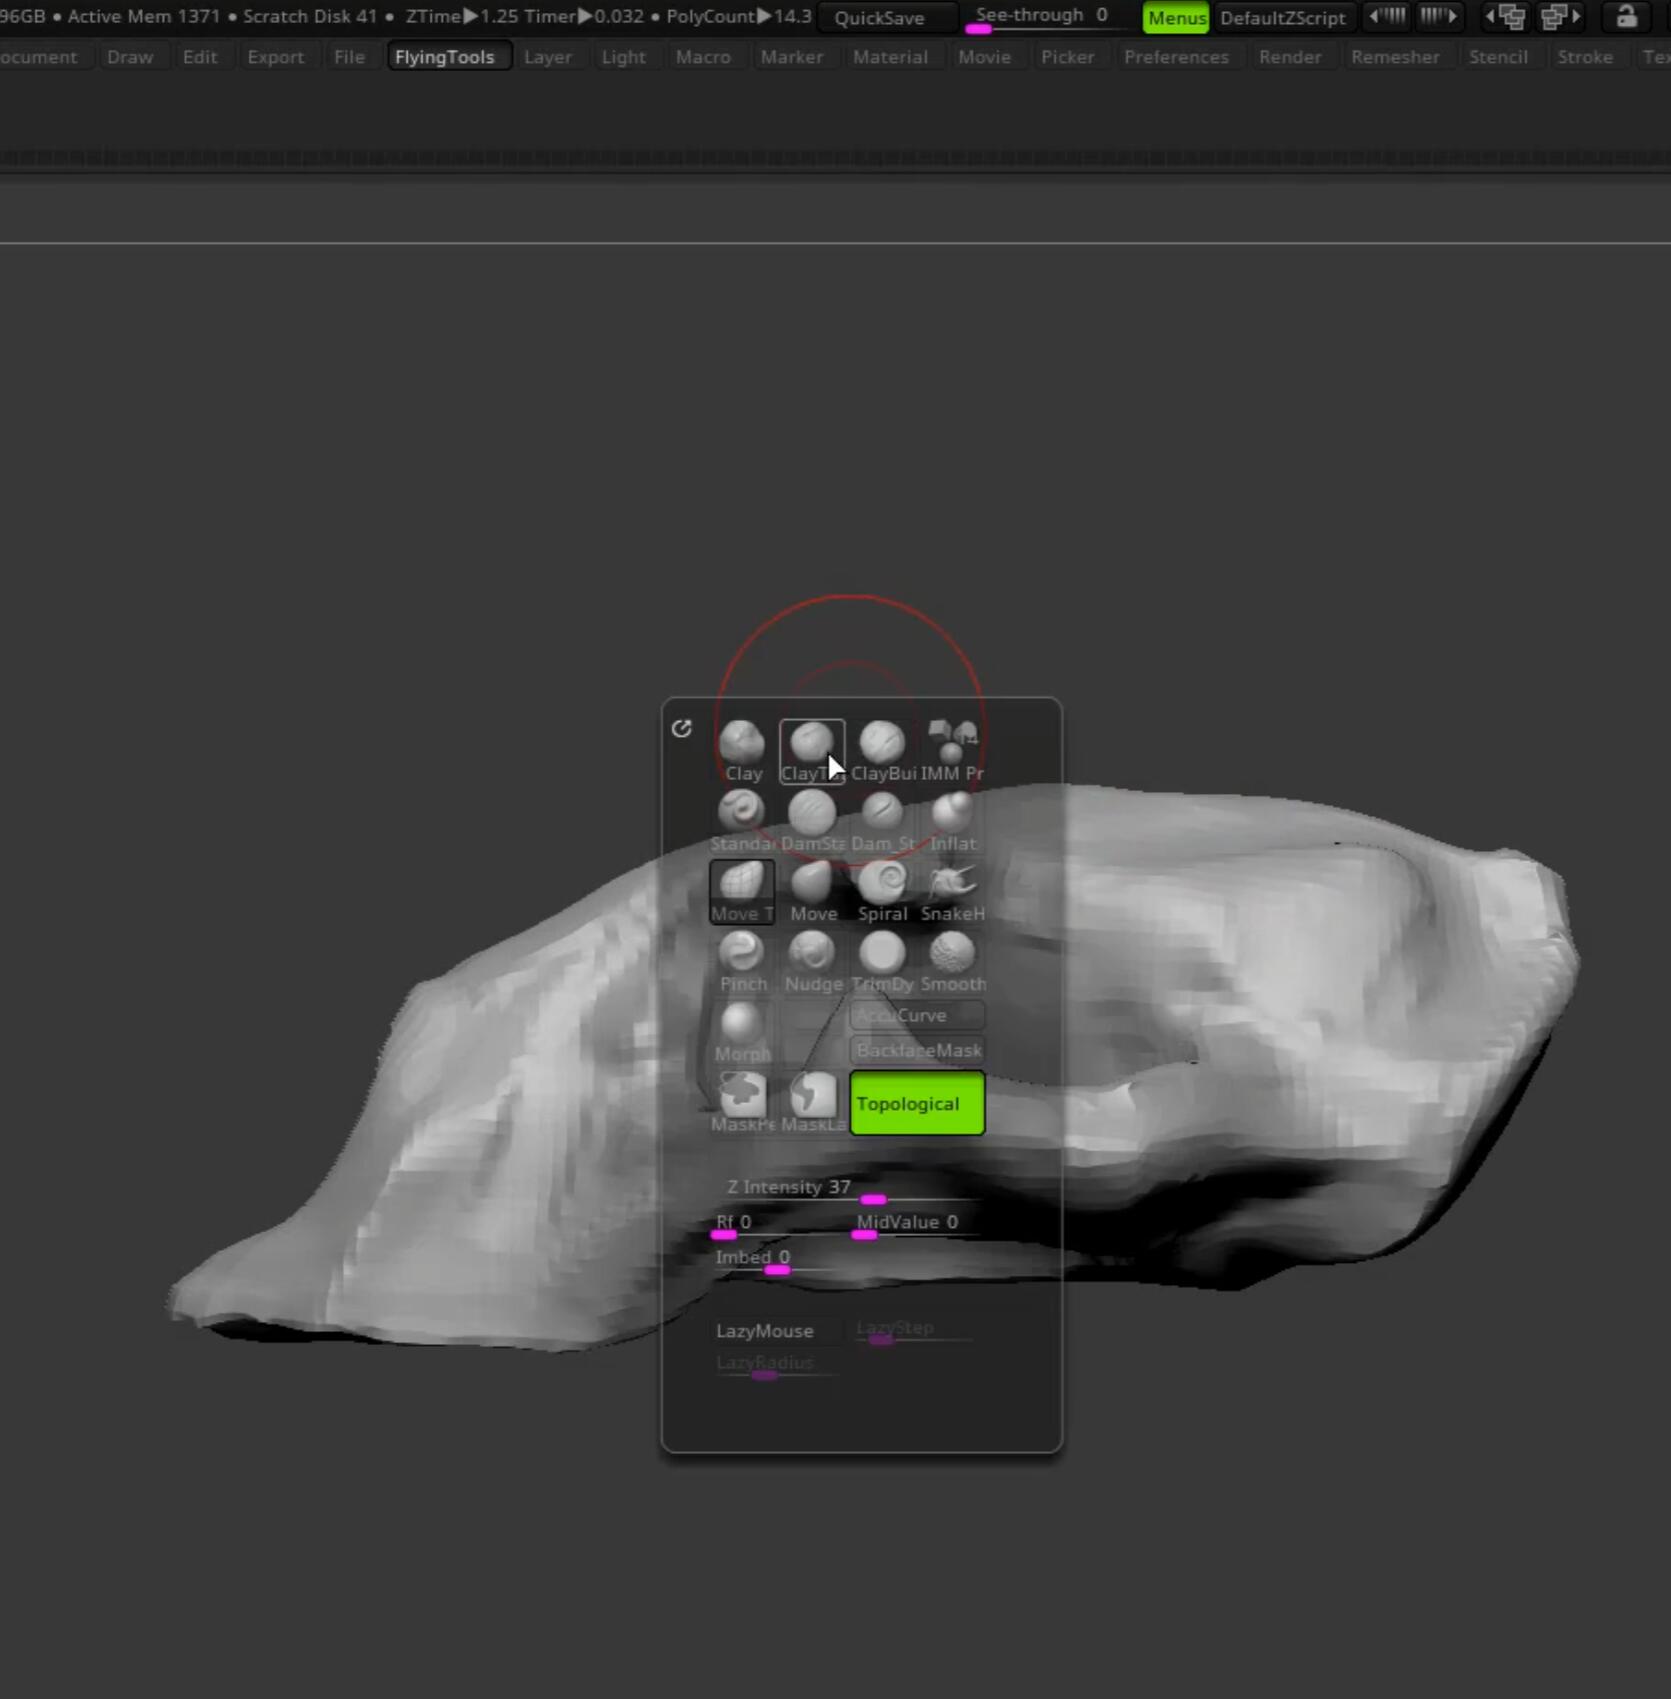 96GB • Active Mem 1371 • Scratch Disk 41 • ZTime▶1.25 Timer▶0.032 • PolyCount▶14.3 QuickSave See-through 0 Menus DefaultZScript
ocument Draw Edit Export File FlyingTools Layer Light Macro Marker Material Movie Picker Preferences Render Remesher Stencil Stroke Tex
Clay ClayTu ClayBui IMM Pr
14
Standa DamSta Dam_St Inflat
Move T Move Spiral SnakeH
Pinch Nudge TrimDy Smooth
AccuCurve
Morph BackfaceMask
MaskPe MaskLa Topological
Z Intensity 37
Rf 0 MidValue 0
Imbed 0
LazyMouse LazyStep
LazyRadius